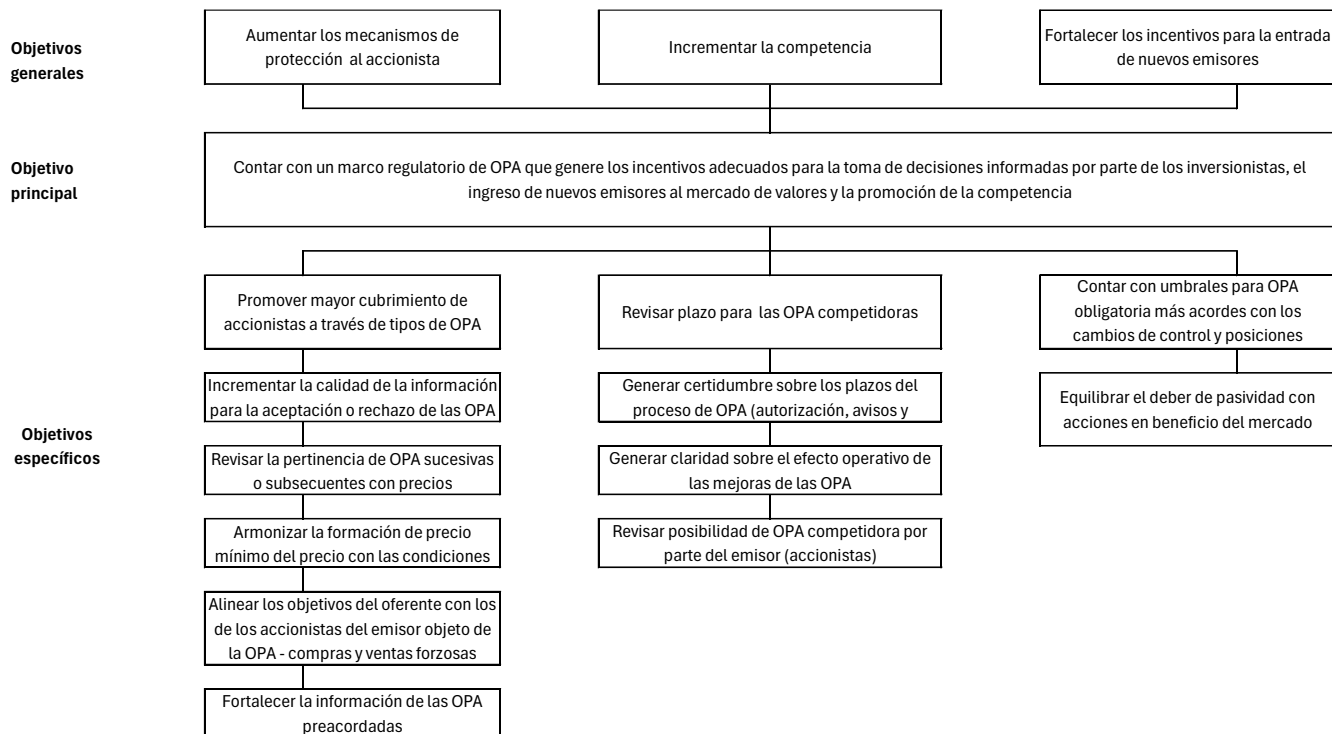 Objetivos
generales
Aumentar los mecanismos de
protección al accionista
Incrementar la competencia
Fortalecer los incentivos para la entrada
de nuevos emisores
Objetivo
principal
Contar con un marco regulatorio de OPA que genere los incentivos adecuados para la toma de decisiones informadas por parte de los inversionistas, el
ingreso de nuevos emisores al mercado de valores y la promoción de la competencia
Objetivos
específicos
Promover mayor cubrimiento de
accionistas a través de tipos de OPA
Incrementar la calidad de la información
para la aceptación o rechazo de las OPA
Revisar la pertinencia de OPA sucesivas
o subsecuentes con precios
Armonizar la formación de precio
mínimo del precio con las condiciones
Alinear los objetivos del oferente con los
de los accionistas del emisor objeto de
la OPA - compras y ventas forzosas
Fortalecer la información de las OPA
preacordadas
Revisar plazo para las OPA competidoras
Generar certidumbre sobre los plazos del
proceso de OPA (autorización, avisos y
Generar claridad sobre el efecto operativo de
las mejoras de las OPA
Revisar posibilidad de OPA competidora por
parte del emisor (accionistas)
Contar con umbrales para OPA
obligatoria más acordes con los
cambios de control y posiciones
Equilibrar el deber de pasividad con
acciones en beneficio del mercado